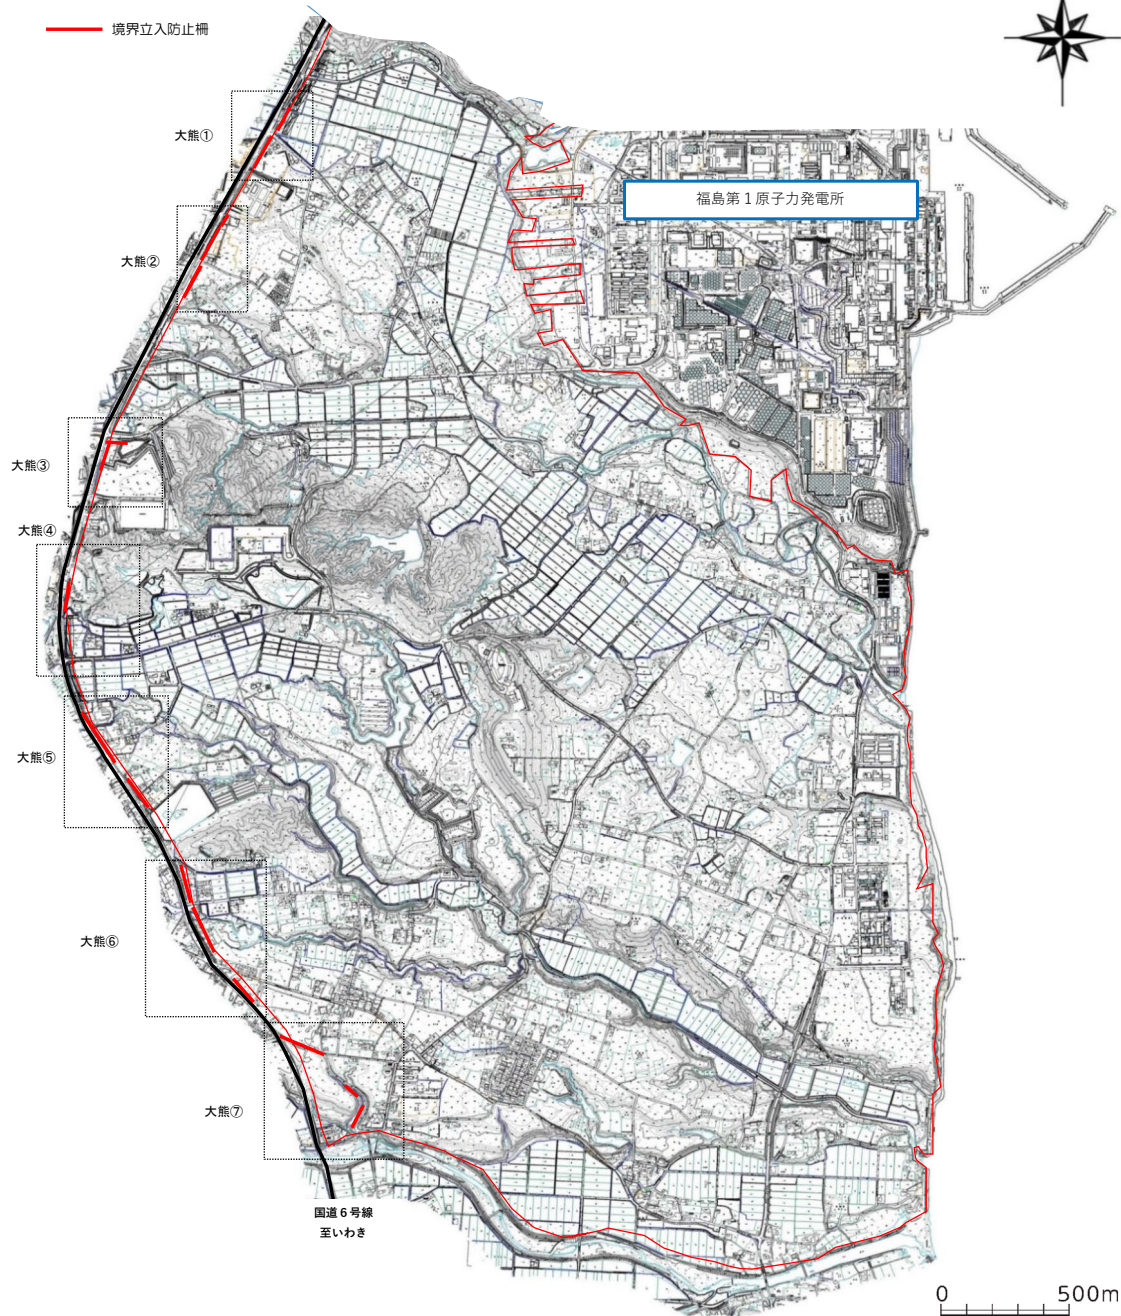 境界立入防止柵
大熊①
福島第１原子力発電所
大熊②
大熊③
大熊④
大熊⑤
大熊⑥
大熊⑦
国道６号線
至いわき
0 500m